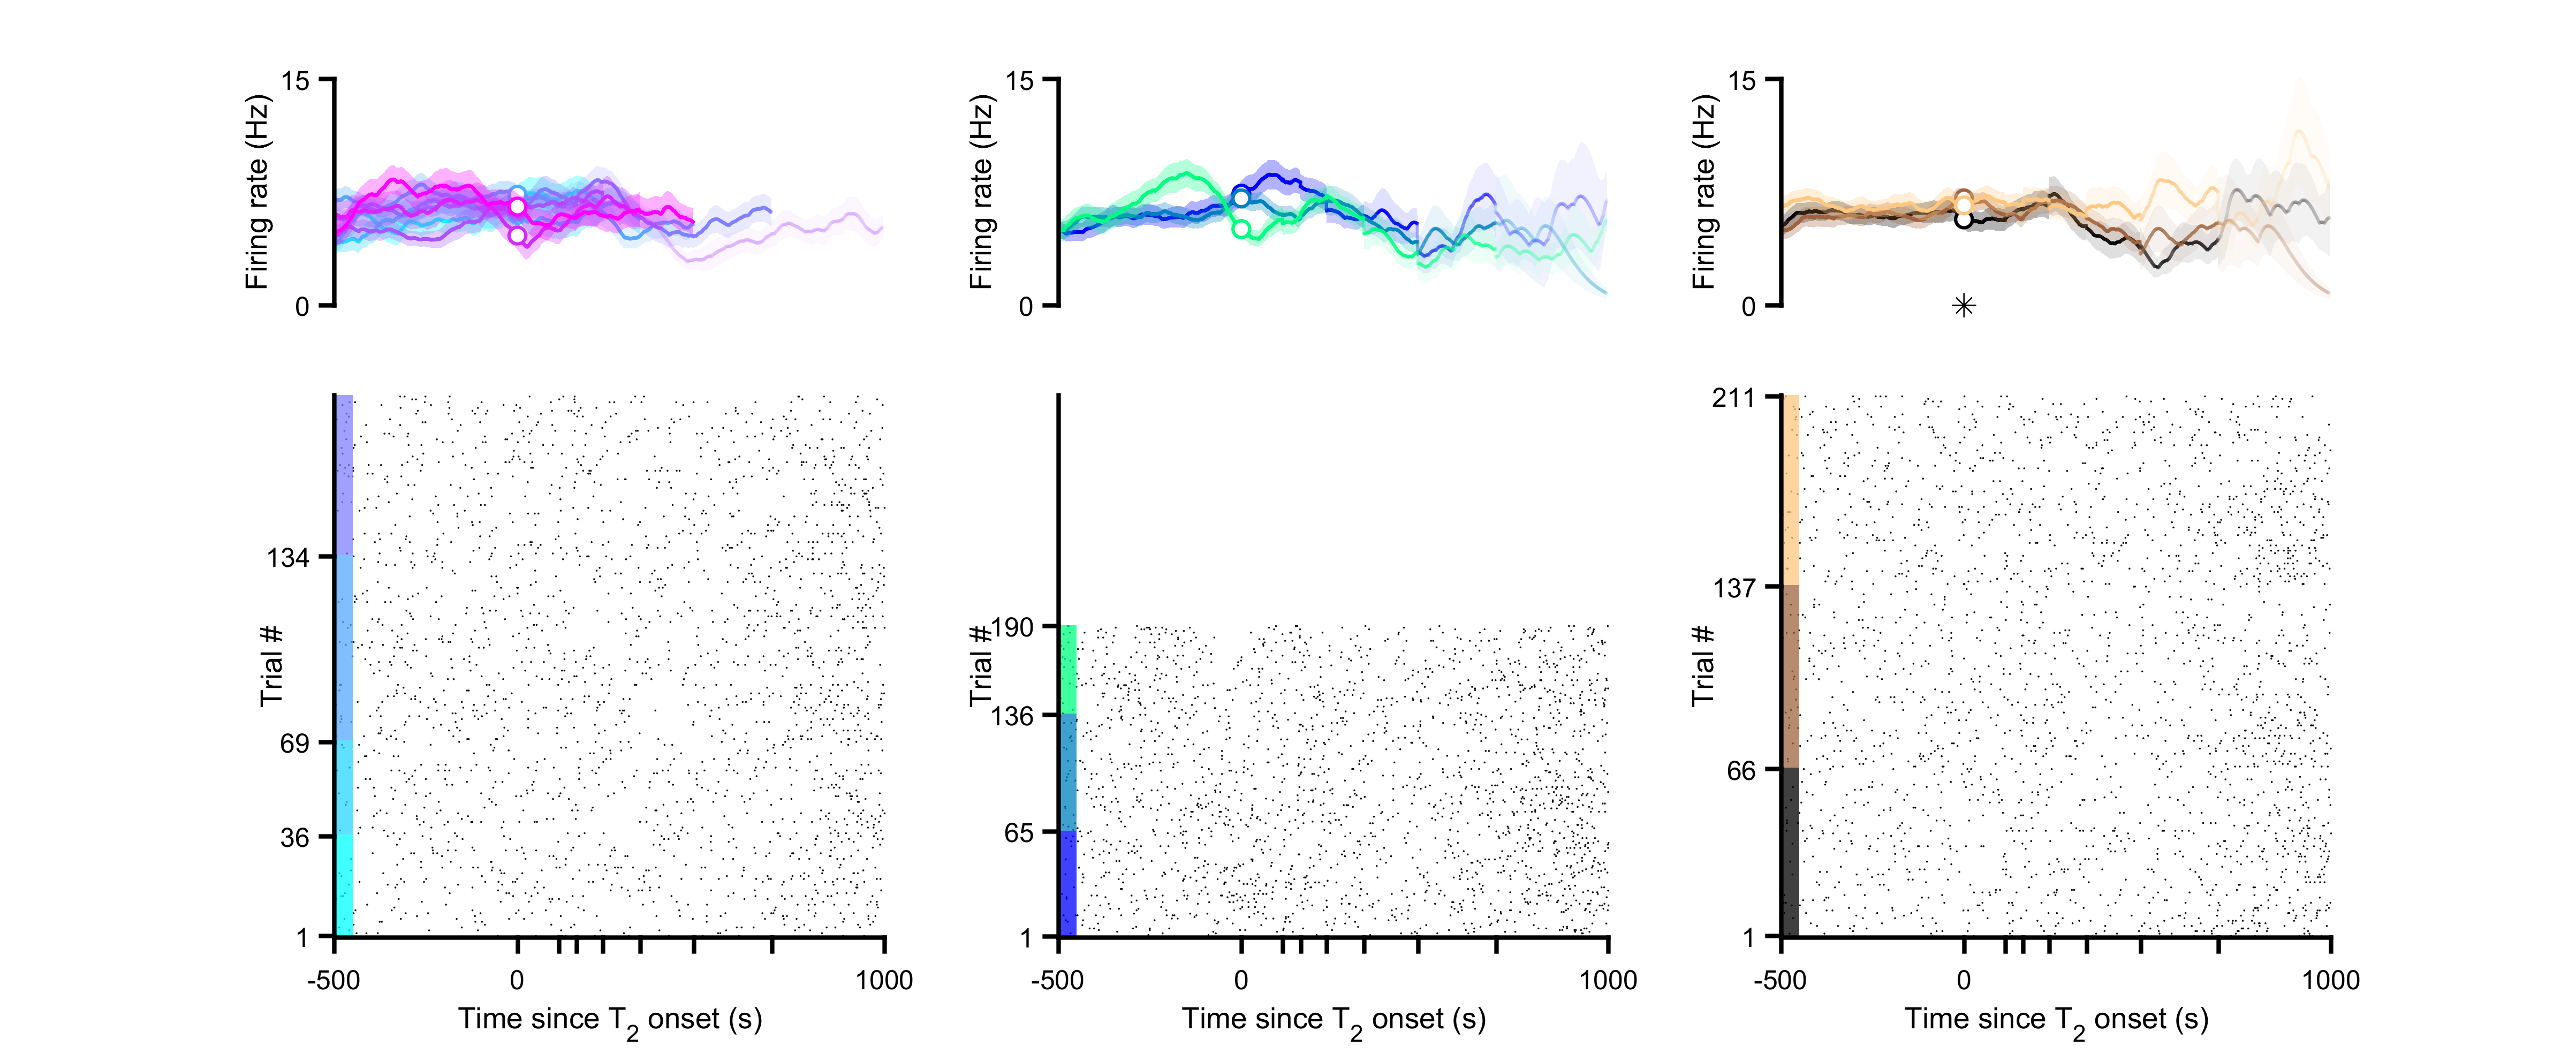 15
Firing rate (Hz)
0
15
Firing rate (Hz)
0
15
Firing rate (Hz)
0
134
69
36
1
Trial #
-500 0 1000
Time since T2 onset (s)
190
136
65
1
Trial #
-500 0 1000
Time since T2 onset (s)
211
137
66
1
Trial #
-500 0 1000
Time since T2 onset (s)